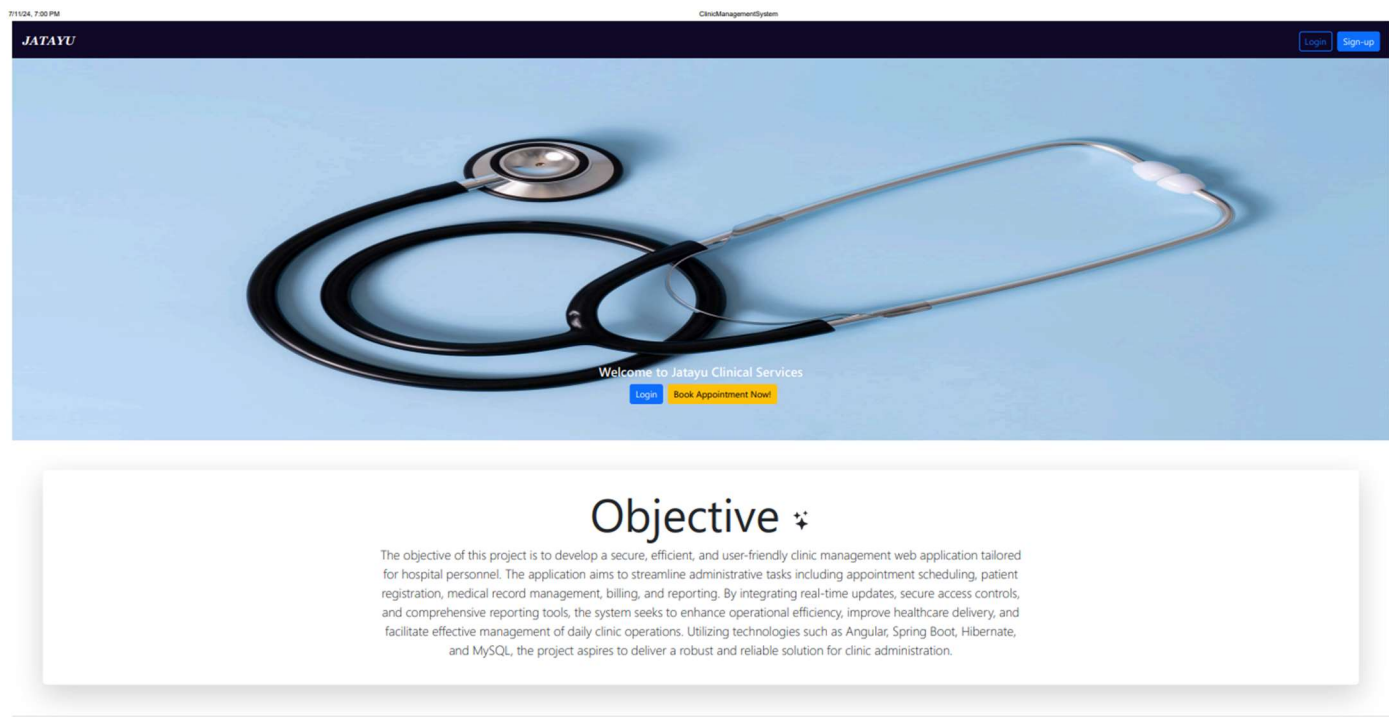 7/11/24, 7:00 PM ClinicManagementSystem
JATAYU Login Sign-up
Welcome to Jatayu Clinical Services
Login Book Appointment Now!
Objective
The objective of this project is to develop a secure, efficient, and user-friendly clinic management web application tailored
for hospital personnel. The application aims to streamline administrative tasks including appointment scheduling, patient
registration, medical record management, billing, and reporting. By integrating real-time updates, secure access controls,
and comprehensive reporting tools, the system seeks to enhance operational efficiency, improve healthcare delivery, and
facilitate effective management of daily clinic operations. Utilizing technologies such as Angular, Spring Boot, Hibernate,
and MySQL, the project aspires to deliver a robust and reliable solution for clinic administration.